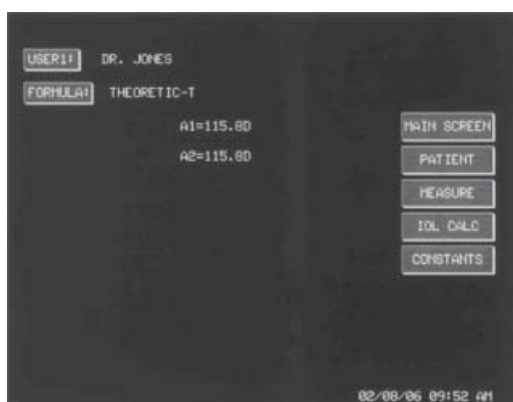 USER1: DR. JONES
FORMULA: THEORETIC-T
A1=115.8D
A2=115.8D
MAIN SCREEN
PATIENT
MEASURE
IOL CALC
CONSTANTS
02/08/06 09:52 AM